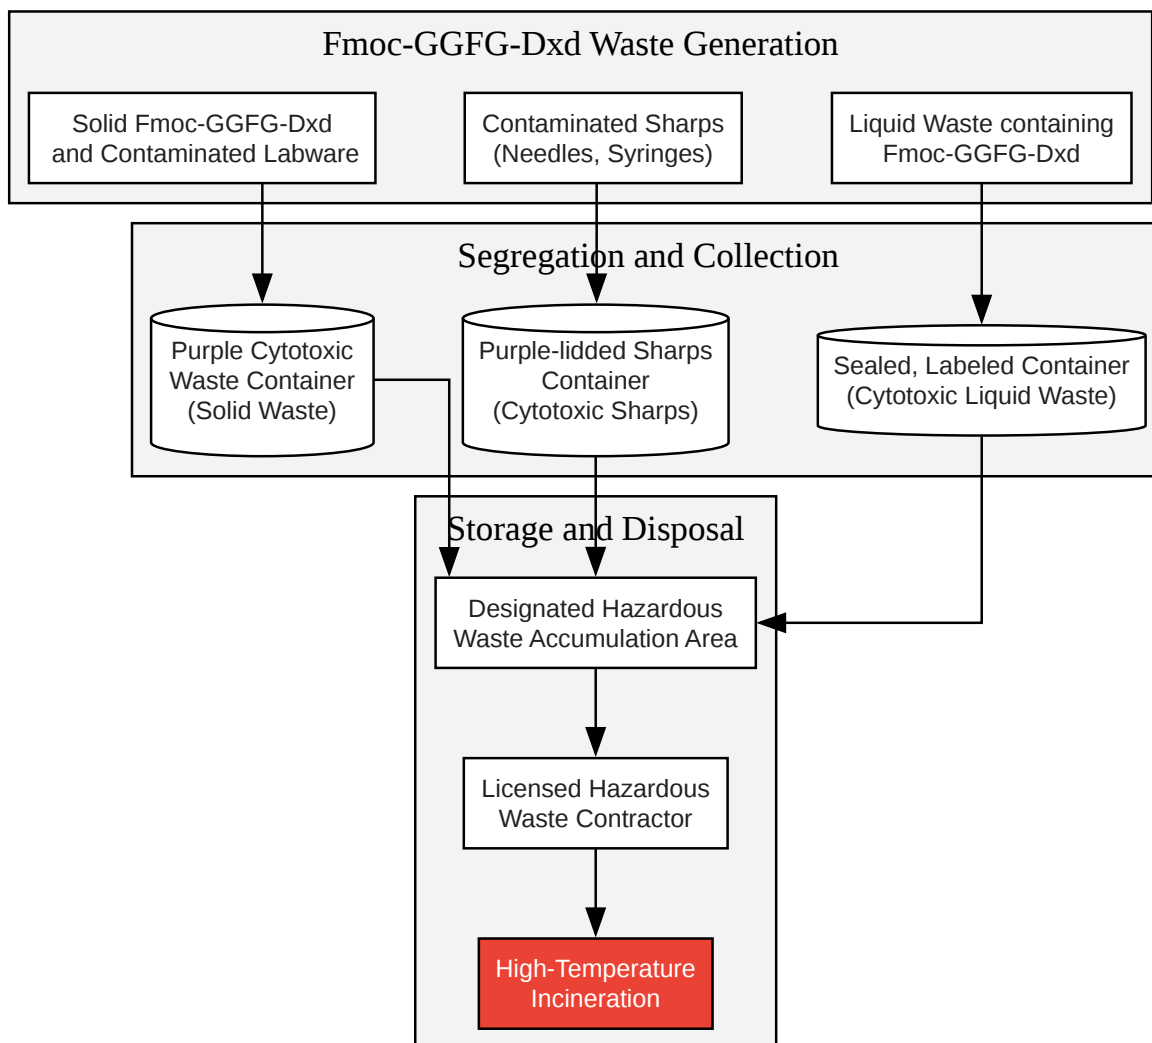 Fmoc-GGFG-Dxd Waste Generation
Solid Fmoc-GGFG-Dxd
and Contaminated Labware
Contaminated Sharps
(Needles, Syringes)
Liquid Waste containing
Fmoc-GGFG-Dxd
Segregation and Collection
Purple Cytotoxic
Waste Container
(Solid Waste)
Purple-lidded Sharps
Container
(Cytotoxic Sharps)
Sealed, Labeled Container
(Cytotoxic Liquid Waste)
Storage and Disposal
Designated Hazardous
Waste Accumulation Area
Licensed Hazardous
Waste Contractor
High-Temperature
Incineration